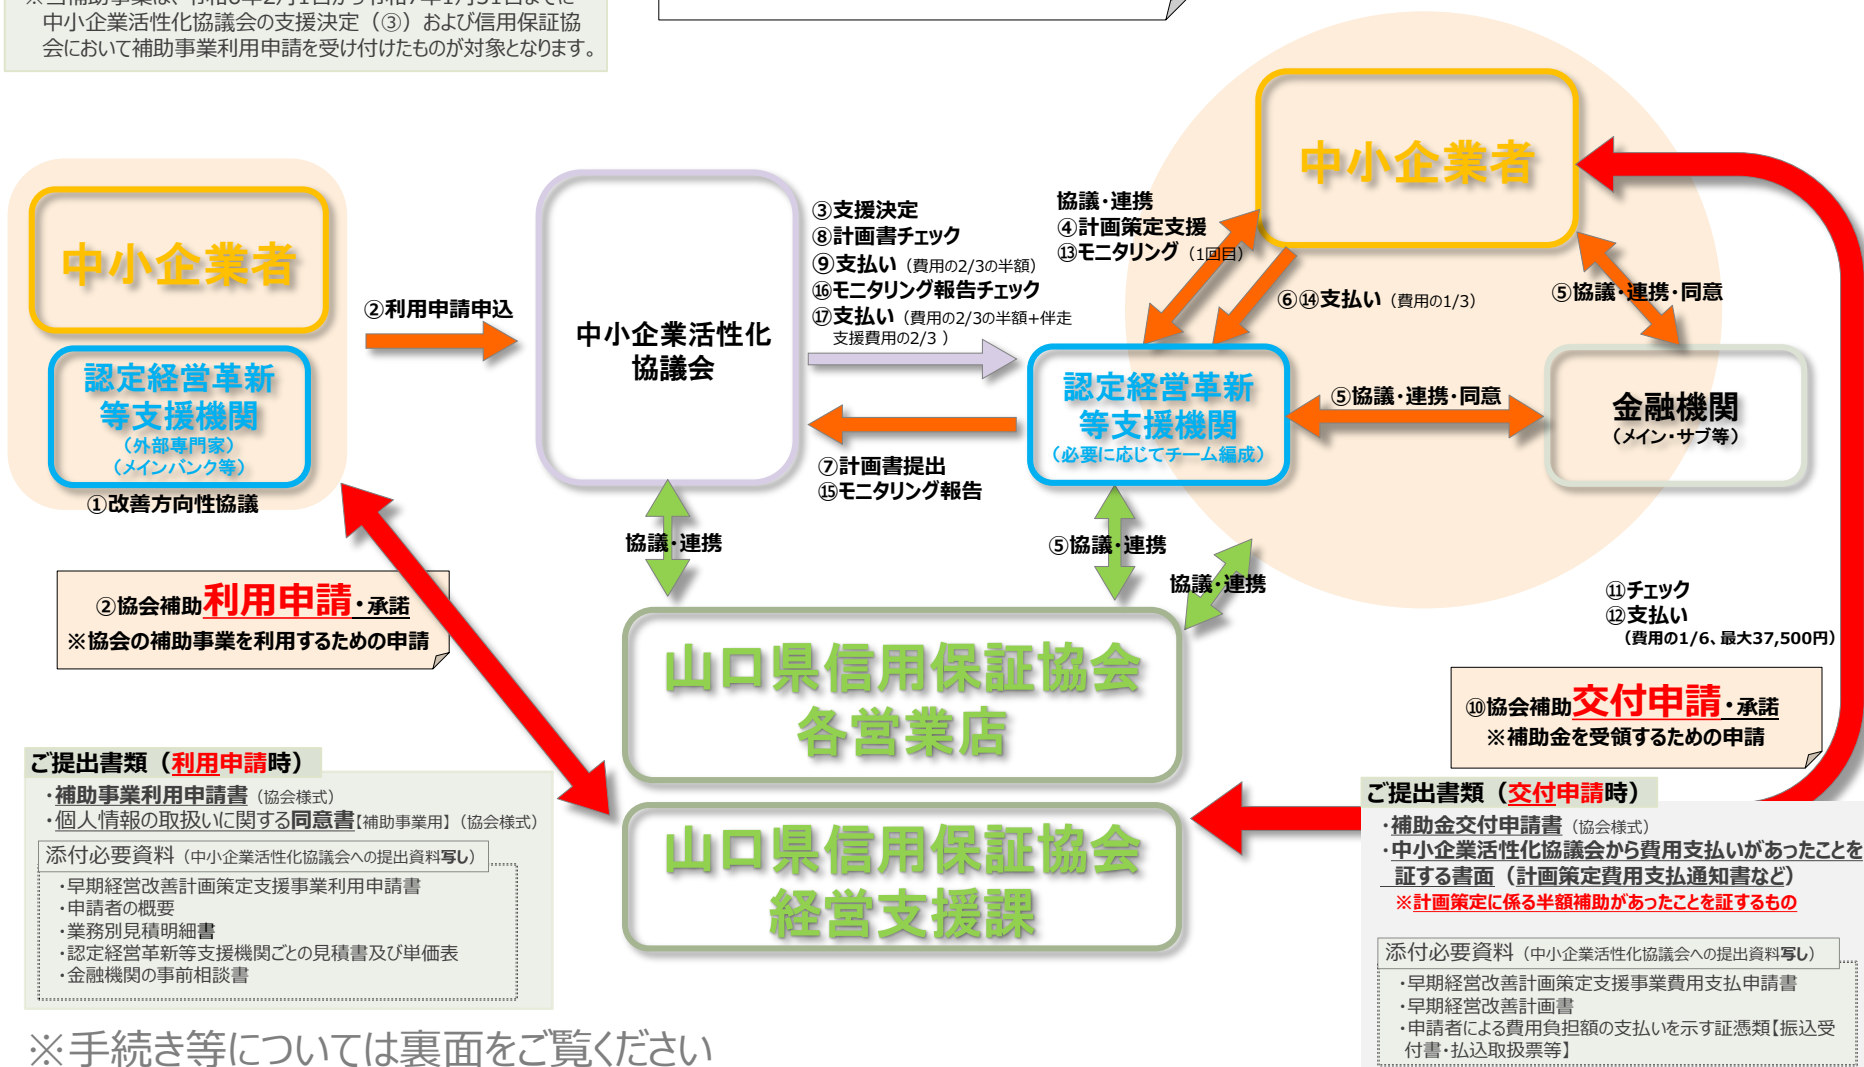 中小企業活性化協議会の支援決定（③）および信用保証協
会において補助事業利用申請を受け付けたものが対象となります。
中小企業者
認定経営革新
等支援機関
（外部専門家）
（メインバンク等）
①改善方向性協議
②利用申請申込
中小企業活性化
協議会
③支援決定
⑧計画書チェック
⑨支払い（費用の2/3の半額）
⑯モニタリング報告チェック
⑰支払い（費用の2/3の半額+伴走
支援費用の2/3 ）
⑦計画書提出
⑮モニタリング報告
協議・連携
④計画策定支援
⑬モニタリング（1回目）
中小企業者
⑥⑭支払い（費用の1/3）
⑤協議・連携・同意
認定経営革新
等支援機関
（必要に応じてチーム編成）
⑤協議・連携・同意
金融機関
（メイン・サブ等）
協議・連携
⑤協議・連携
協議・連携
②協会補助利用申請・承諾
※協会の補助事業を利用するための申請
⑪チェック
⑫支払い
（費用の1/6、最大37,500円）
山口県信用保証協会
各営業店
⑩協会補助交付申請・承諾
※補助金を受領するための申請
山口県信用保証協会
経営支援課
ご提出書類（利用申請時）
・補助事業利用申請書（協会様式）
・個人情報の取扱いに関する同意書【補助事業用】（協会様式）
添付必要資料（中小企業活性化協議会への提出資料写し）
・早期経営改善計画策定支援事業利用申請書
・申請者の概要
・業務別見積明細書
・認定経営革新等支援機関ごとの見積書及び単価表
・金融機関の事前相談書
ご提出書類（交付申請時）
・補助金交付申請書（協会様式）
・中小企業活性化協議会から費用支払いがあったことを
証する書面（計画策定費用支払通知書など）
※計画策定に係る半額補助があったことを証するもの
添付必要資料（中小企業活性化協議会への提出資料写し）
・早期経営改善計画策定支援事業費用支払申請書
・早期経営改善計画書
・申請者による費用負担額の支払いを示す証憑類【振込受
付書・払込取扱票等】
※手続き等については裏面をご覧ください